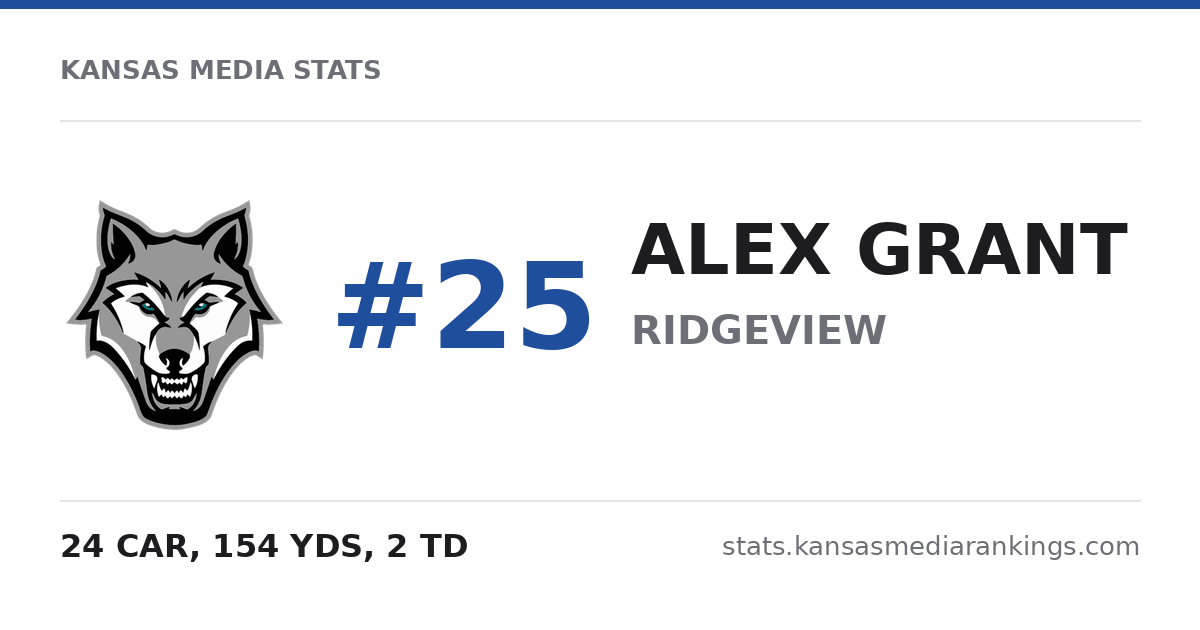 KANSAS MEDIA STATS
#25
ALEX GRANT
RIDGEVIEW
24 CAR, 154 YDS, 2 TD
stats.kansasmediarankings.com